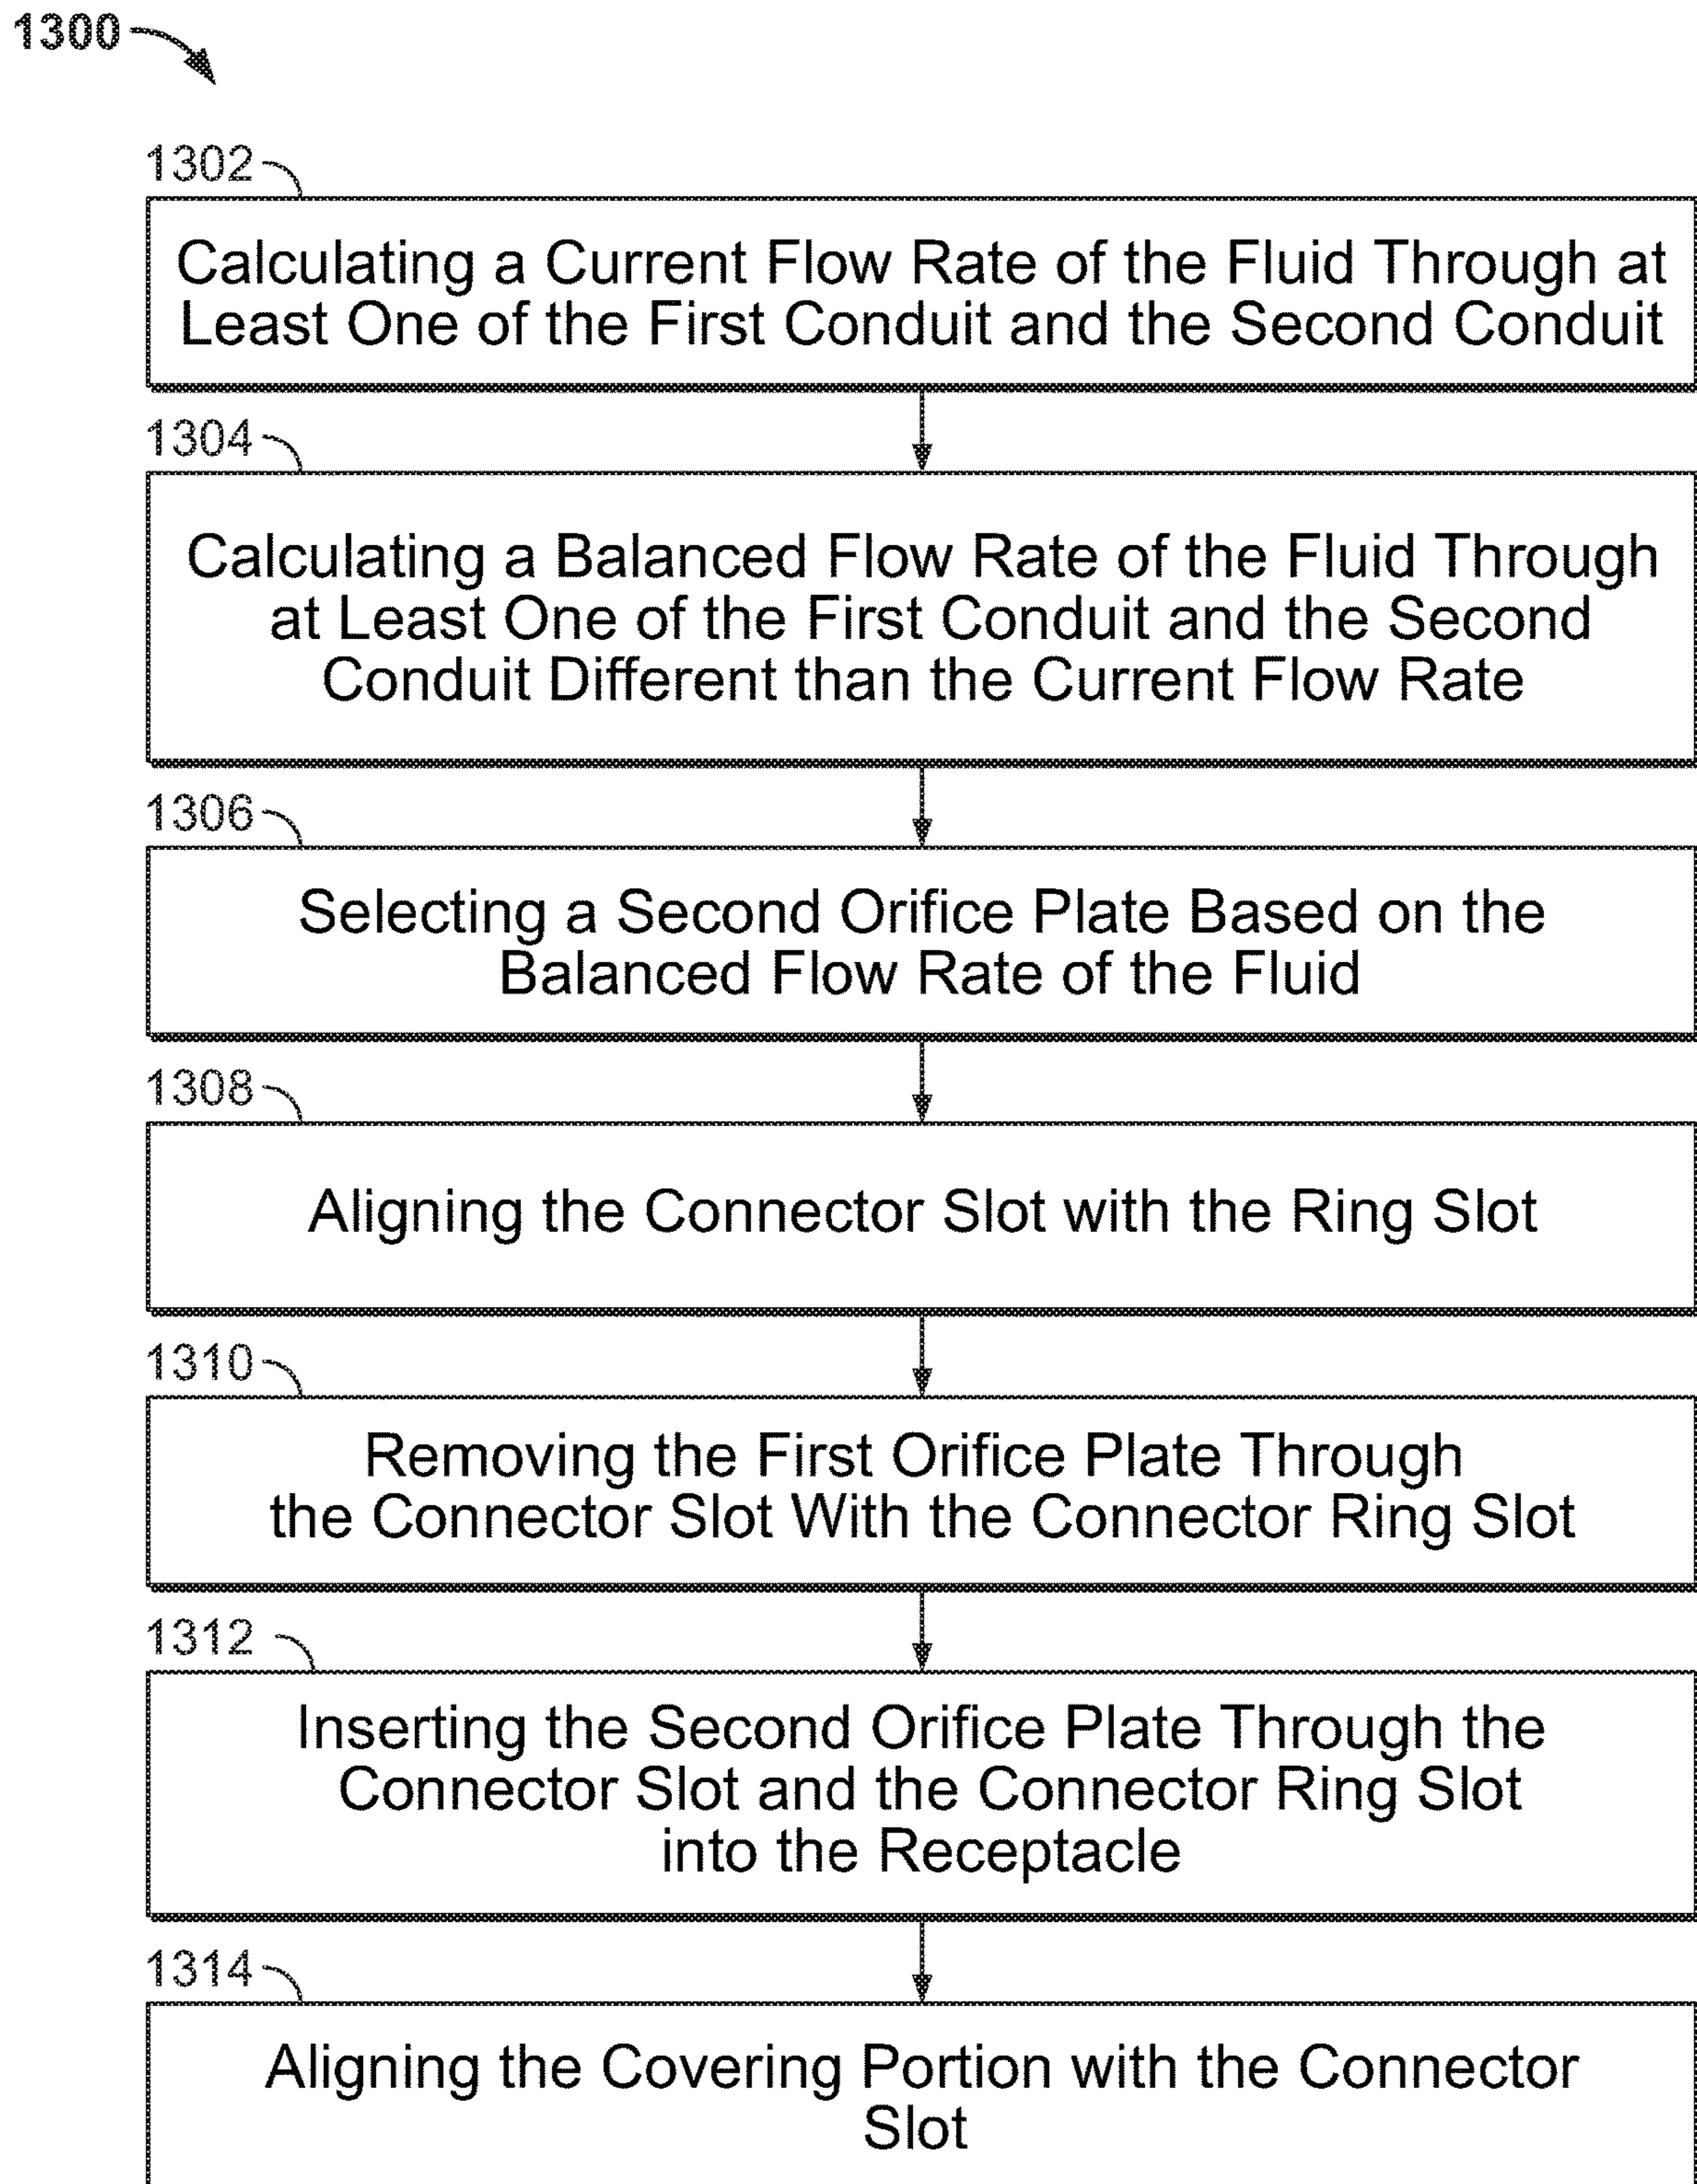 1300
1302
Calculating a Current Flow Rate of the Fluid Through at
Least One of the First Conduit and the Second Conduit
1304
Calculating a Balanced Flow Rate of the Fluid Through
at Least One of the First Conduit and the Second
Conduit Different than the Current Flow Rate
1306
Selecting a Second Orifice Plate Based on the
Balanced Flow Rate of the Fluid
1308
Aligning the Connector Slot with the Ring Slot
1310
Removing the First Orifice Plate Through
the Connector Slot With the Connector Ring Slot
1312
Inserting the Second Orifice Plate Through the
Connector Slot and the Connector Ring Slot
into the Receptacle
1314
Aligning the Covering Portion with the Connector
Slot